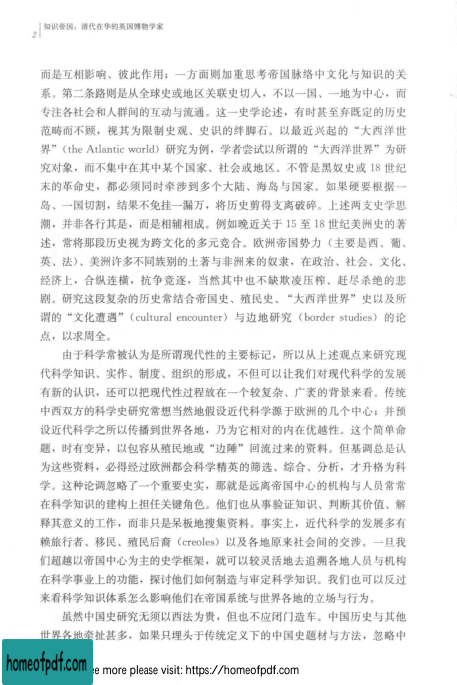 2 知识帝国：清代在华的英国博物学家
而是互相影响、彼此作用；一方面则加重思考帝国脉络中文化与知识的关
系。第二条路则是从全球史或地区关联史切入，不以一国、一地为中心，而
专注各社会和人群间的互动与流通。这一史学论述，有时甚至弃既定的历史
范畴而不顾，视其为限制史观、史识的绊脚石。以最近兴起的“大西洋世
界”（the Atlantic world）研究为例，学者尝试以所谓的“大西洋世界”为研
究对象，而不集中在其中某个国家、社会或地区。不管是黑奴史或 18 世纪
末的革命史，都必须同时牵涉到多个大陆、海岛与国家。如果硬要根据一
岛、一国切割，结果不免挂一漏万，将历史剪得支离破碎。上述两支史学思
潮，并非各行其是，而是相辅相成。例如晚近关于 15 至 18 世纪美洲史的著
述，常将那段历史视为跨文化的多元竞合。欧洲帝国势力（主要是西、葡、
英、法）、美洲许多不同族别的土著与非洲来的奴隶，在政治、社会、文化、
经济上，合纵连横，抗争竞逐，当然其中也不缺欺凌压榨、赶尽杀绝的悲
剧。研究这段复杂的历史常结合帝国史、殖民史、“大西洋世界”史以及所
谓的“文化遭遇”（cultural encounter）与边地研究（border studies）的论
点，以求周全。
由于科学常被认为是所谓现代性的主要标记，所以从上述观点来研究现
代科学知识、实作、制度、组织的形成，不但可以让我们对现代科学的发展
有新的认识，还可以把现代性过程放在一个较复杂、广袤的背景来看。传统
中西双方的科学史研究常想当然地假设近代科学源于欧洲的几个中心；并预
设近代科学之所以传播到世界各地，乃为它相对的内在优越性。这个简单命
题，时有变异，以包容从殖民地或“边陲”回流过来的资料。但基调总是认
为这些资料，必得经过欧洲都会科学精英的筛选、综合、分析，才升格为科
学。这种论调忽略了一个重要史实，那就是远离帝国中心的机构与人员常常
在科学知识的建构上担任关键角色。他们也从事验证知识、判断其价值、解
释其意义的工作，而非只是呆板地搜集资料。事实上，近代科学的发展多有
赖旅行者、移民、殖民后裔（creoles）以及各地原来社会间的交涉。一旦我
们超越以帝国中心为主的史学框架，就可以较灵活地去追溯各地人员与机构
在科学事业上的功能，探讨他们如何制造与审定科学知识。我们也可以反过
来看科学知识体系怎么影响他们在帝国系统与世界各地的立场与行为。
虽然中国史研究无须以西法为贵，但也不应闭门造车。中国历史与其他
世界各地牵扯甚多，如果只埋头于传统定义下的中国史题材与方法，忽略中
homeofpdf.com
ee more please visit: https://homeofpdf.com